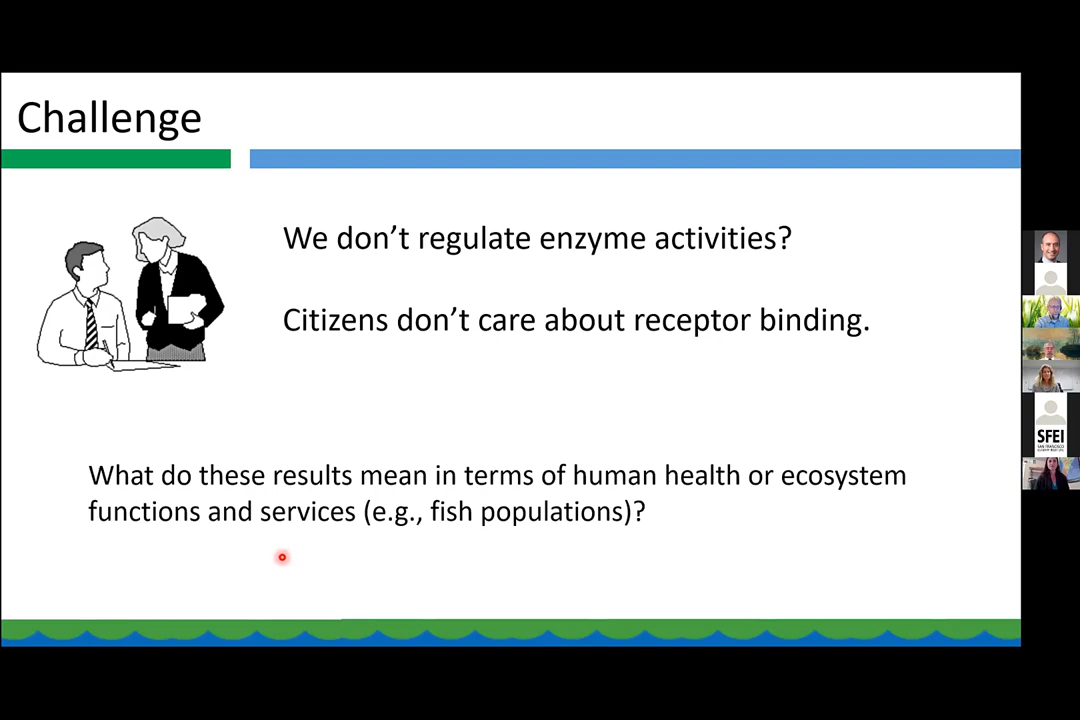 Challenge
We don’t regulate enzyme activities?
Citizens don’t care about receptor binding.
What do these results mean in terms of human health or ecosystem
functions and services (e.g., fish populations)?
SFEI